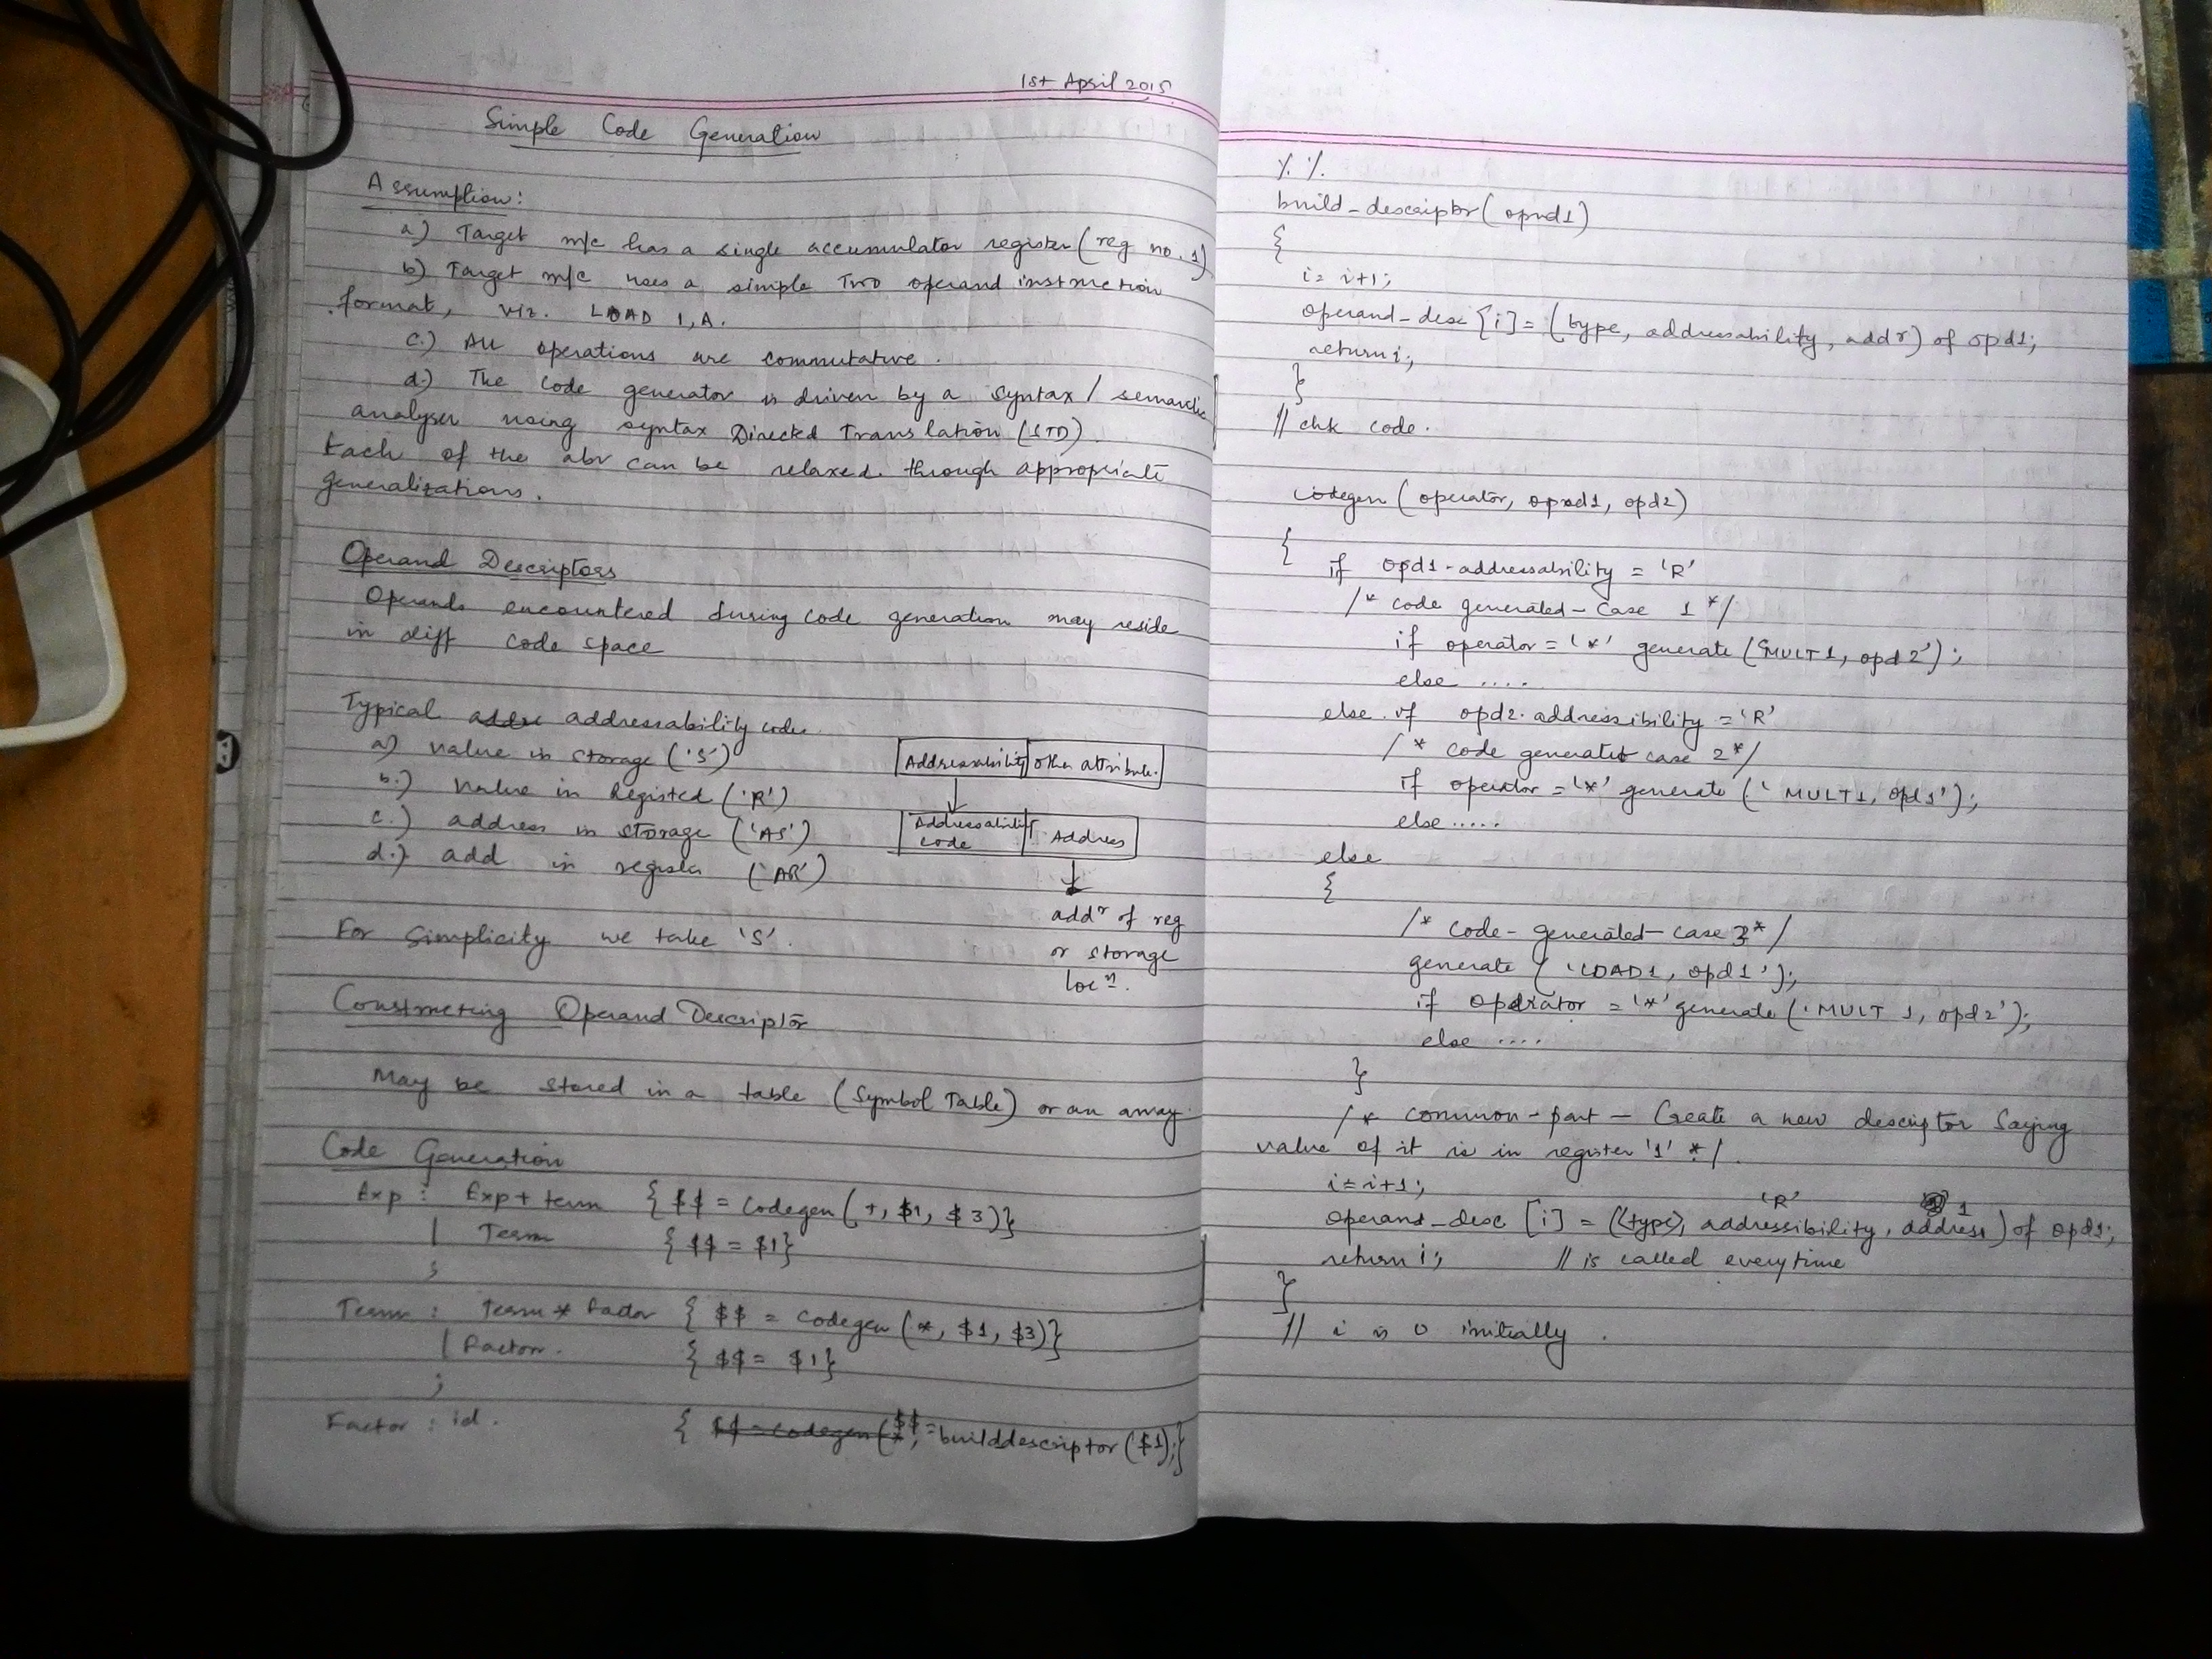 1st April 2015
Simple Code Generation
Assumption:
a) Target m/c has a single accumulator register (reg no. 1)
b) Target m/c uses a simple Two operand instruction
format, viz. LOAD 1, A.
c.) All operations are commutative.
d.) The code generator is driven by a syntax / semantic
analyser using syntax Directed Translation (STD).
Each of the abv can be relaxed through appropriate
generalizations.
Operand Descriptors
Operands encountered during code generation may reside
in diff code space
Typical addressability codes
a) value in storage ('S')
b.) value in Registed ('R')
c.) address in storage ('AS')
d.) add in register ('AR')
Addressability other attribute.
Addressability code Address
addr of reg
or storage
locn.
For simplicity we take 'S'.
Constructing Operand Descriptor
May be stored in a table (Symbol Table) or an array.
Code Generation
Exp : Exp + term { $$ = Codegen (+, $1, $3)}
| Term { $$ = $1}
;
Term : Term * Factor { $$ = Codegen (*, $1, $3)}
| Factor. { $$ = $1}
;
Factor : id. { $$ = builddescriptor ($1);}
%%
build_descriptor( opnd1)
{
i = i+1;
operand_desc [i] = (type, addressability, addr) of opd1;
return i;
}
// chk code.
codegen (operator, opnd1, opd2)
{
if opd1.addressability = 'R'
/* code generated - Case 1 */
if operator = '*' generate ('MULT1, opd2');
else ....
else if opd2.addressibility = 'R'
/* code generated case 2 */
if operator = '*' generate (' MULT1, opd1');
else .....
else
{
/* code-generated-case 3 */
generate ( 'LOAD1, opd1');
if operator = '*' generate ('MULT 1, opd2');
else ....
}
/* common-part - Create a new descriptor Saying
value of it is in register '1' */.
i = i+1;
'R' 1
operand_desc [i] = (<type>, addressibility, address) of opd1;
return i; // is called everytime
}
// i is 0 initially.